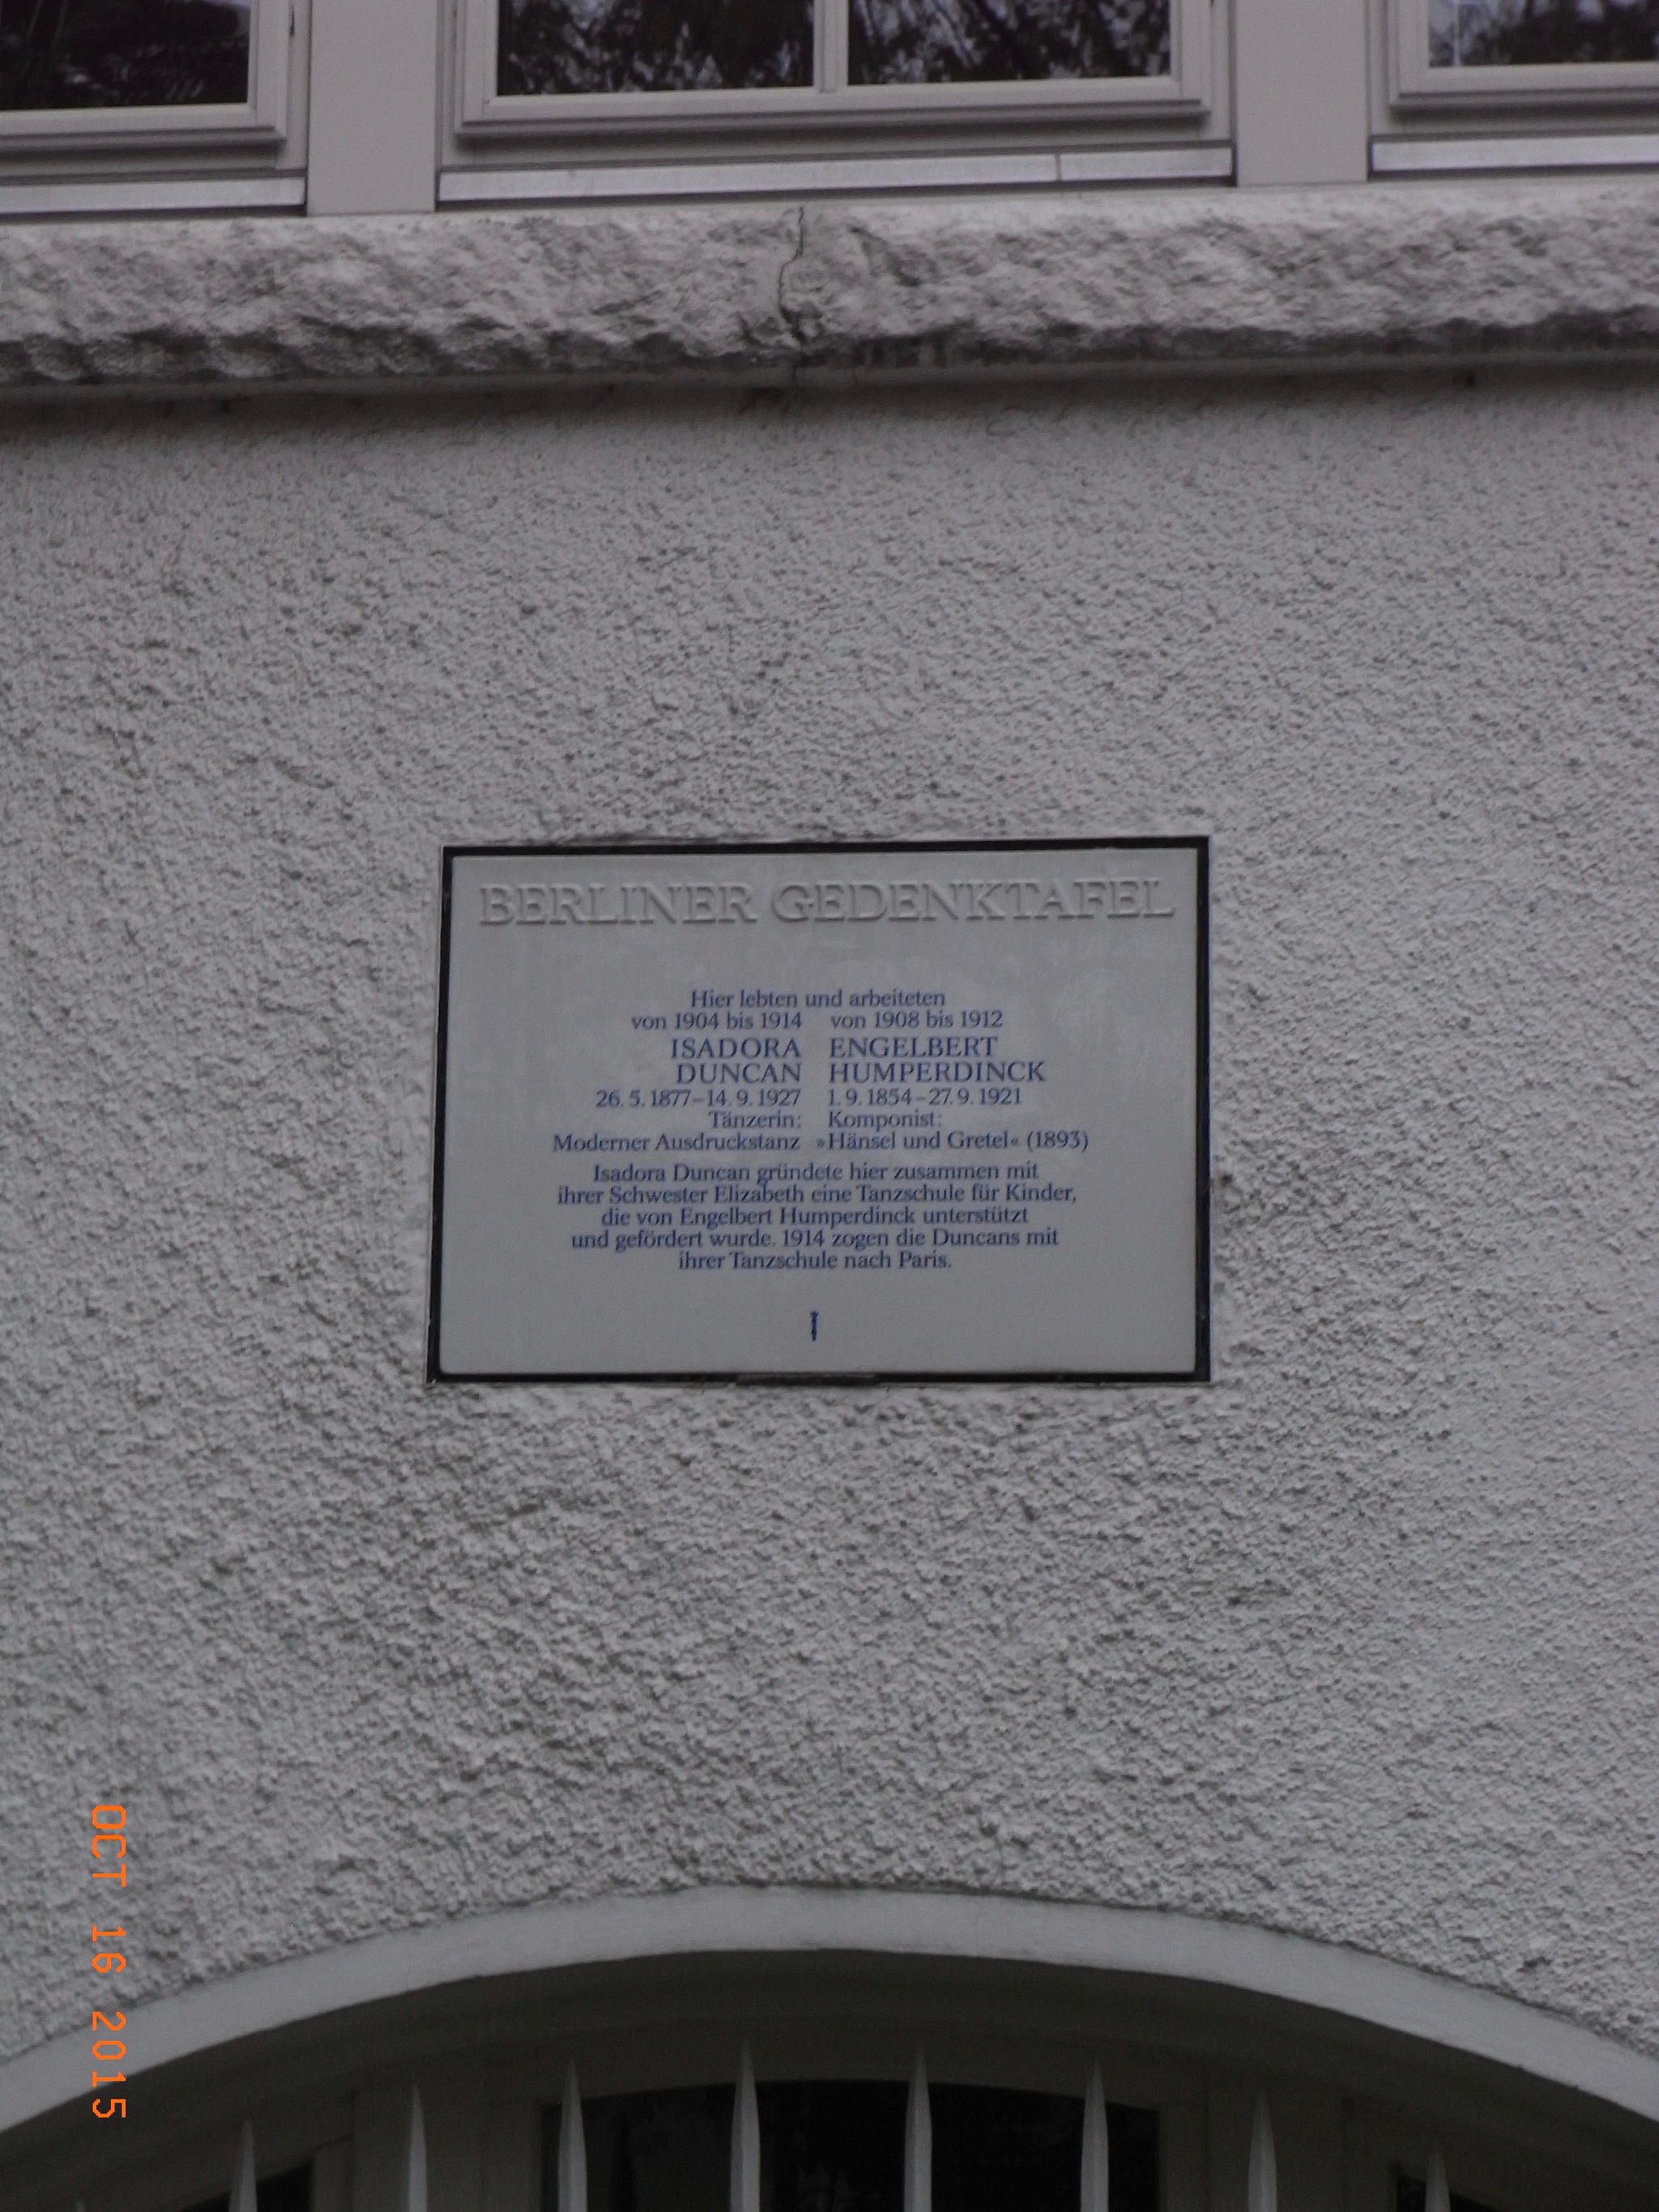 BERLINER GEDENKTAFEL
Hier lebten und arbeiteten
von 1904 bis 1914 von 1908 bis 1912
ISADORA ENGELBERT
DUNCAN HUMPERDINCK
26. 5. 1877–14. 9. 1927 1. 9. 1854–27. 9. 1921
Tänzerin: Komponist:
Moderner Ausdruckstanz »Hänsel und Gretel« (1893)
Isadora Duncan gründete hier zusammen mit
ihrer Schwester Elizabeth eine Tanzschule für Kinder,
die von Engelbert Humperdinck unterstützt
und gefördert wurde. 1914 zogen die Duncans mit
ihrer Tanzschule nach Paris.
OCT 16 2015